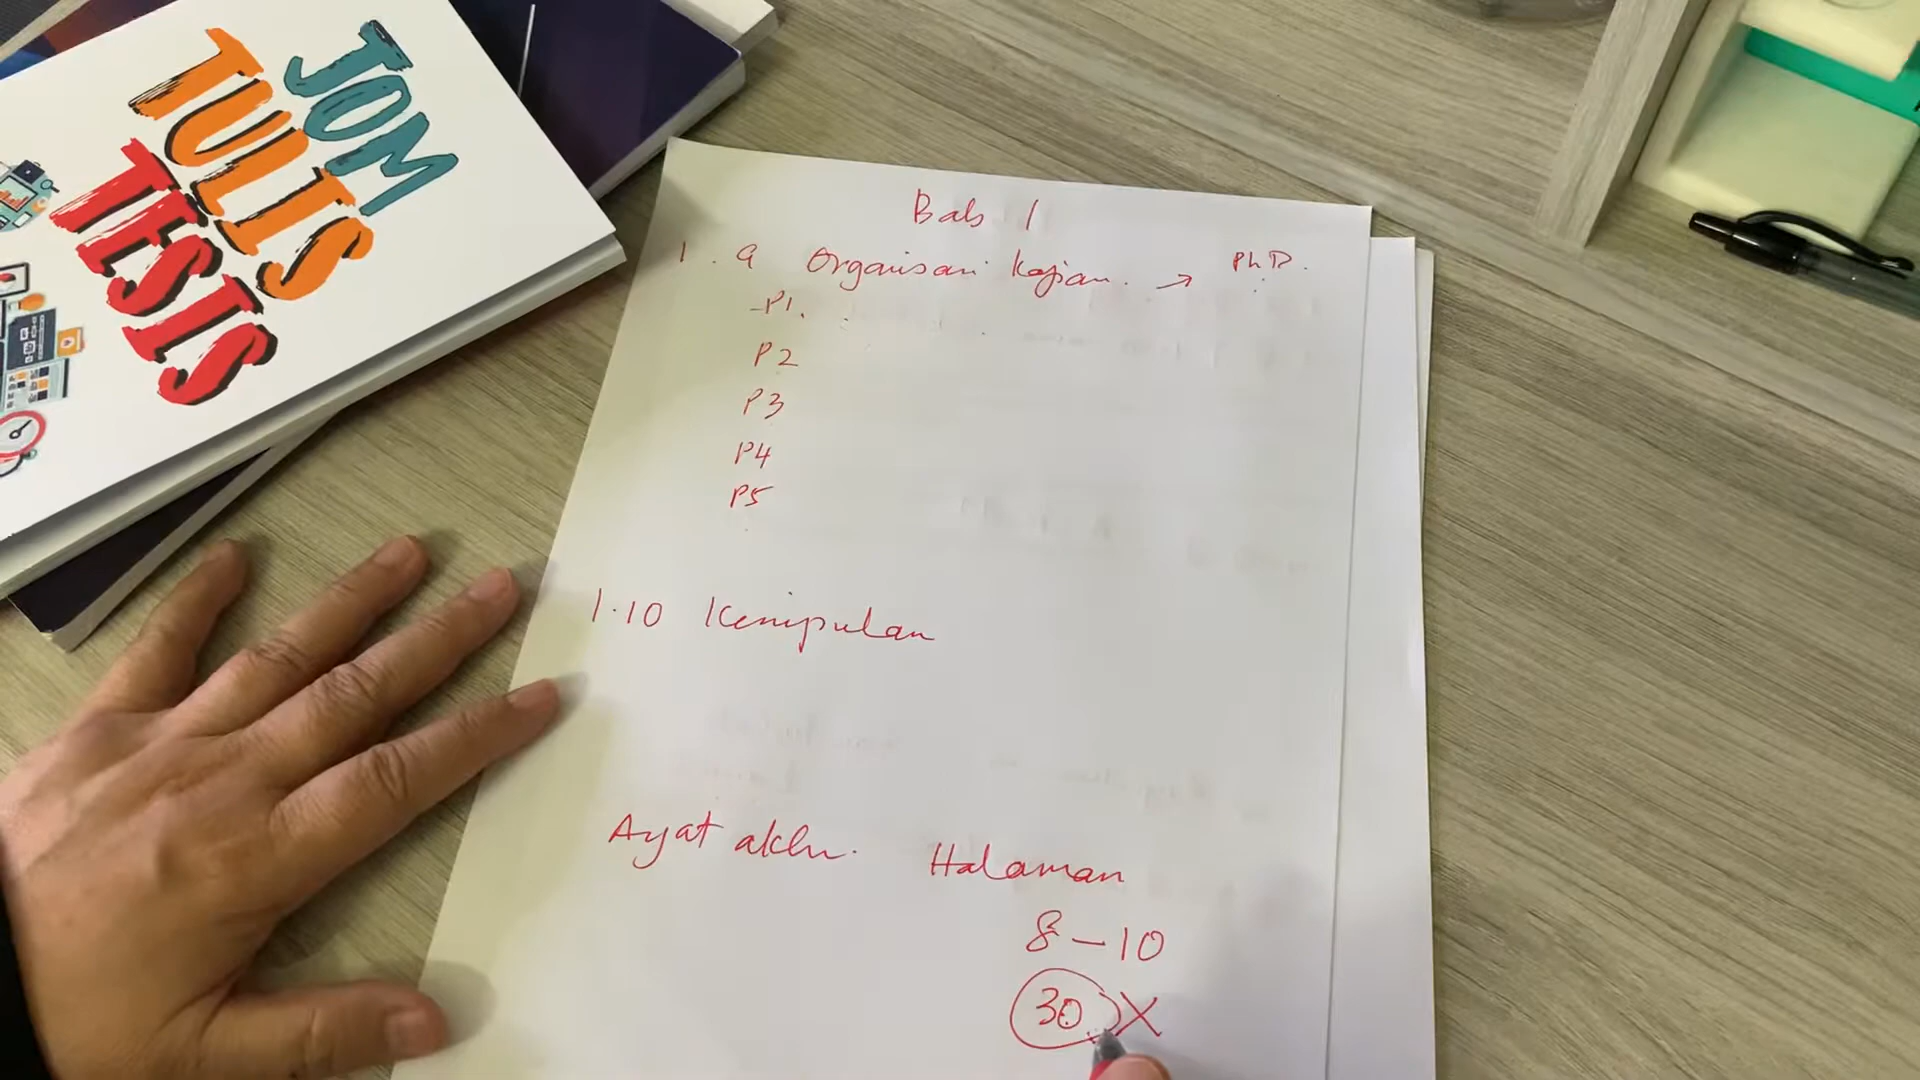 JOM
TULIS
TESIS
Bab 1
1.9 Organisasi Kajian. → PhD.
-P1.
P2
P3
P4
P5
1.10 Kesimpulan
Ayat akhir.
Halaman
8-10
30 X